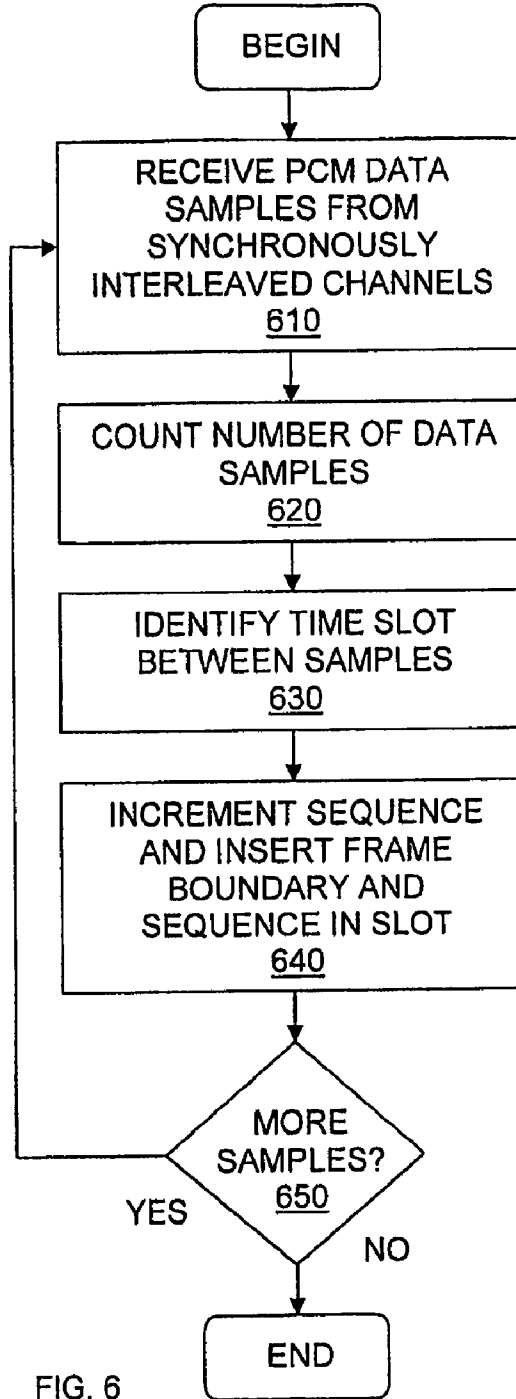 BEGIN
RECEIVE PCM DATA
SAMPLES FROM
SYNCHRONOUSLY
INTERLEAVED CHANNELS
610
COUNT NUMBER OF DATA
SAMPLES
620
IDENTIFY TIME SLOT
BETWEEN SAMPLES
630
INCREMENT SEQUENCE
AND INSERT FRAME
BOUNDARY AND
SEQUENCE IN SLOT
640
MORE
SAMPLES?
650
YES
NO
END
FIG. 6